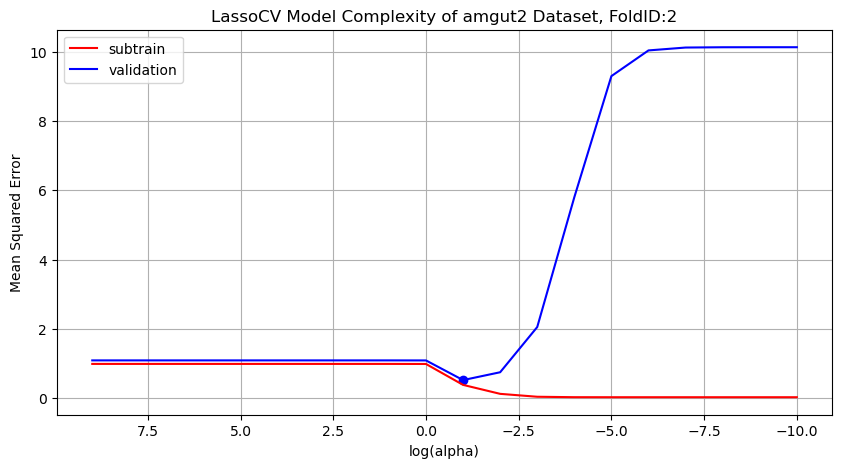 LassoCV Model Complexity of amgut2 Dataset, FoldID:2
subtrain
validation
Mean Squared Error
10
8
6
4
2
0
7.5 5.0 2.5 0.0 −2.5 −5.0 −7.5 −10.0
log(alpha)